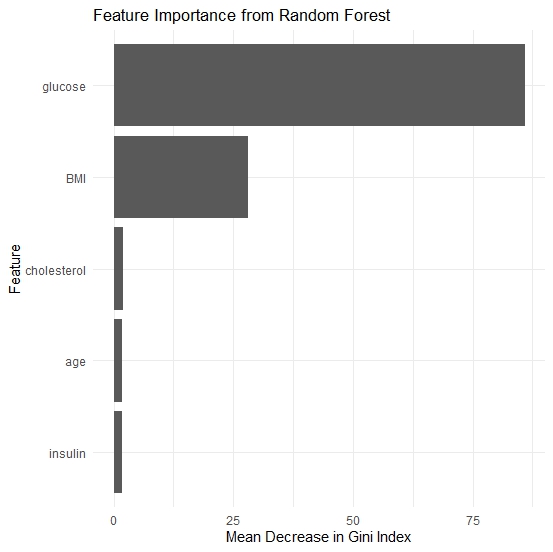 Feature Importance from Random Forest
glucose
BMI
cholesterol
age
insulin
Feature
0 25 50 75
Mean Decrease in Gini Index